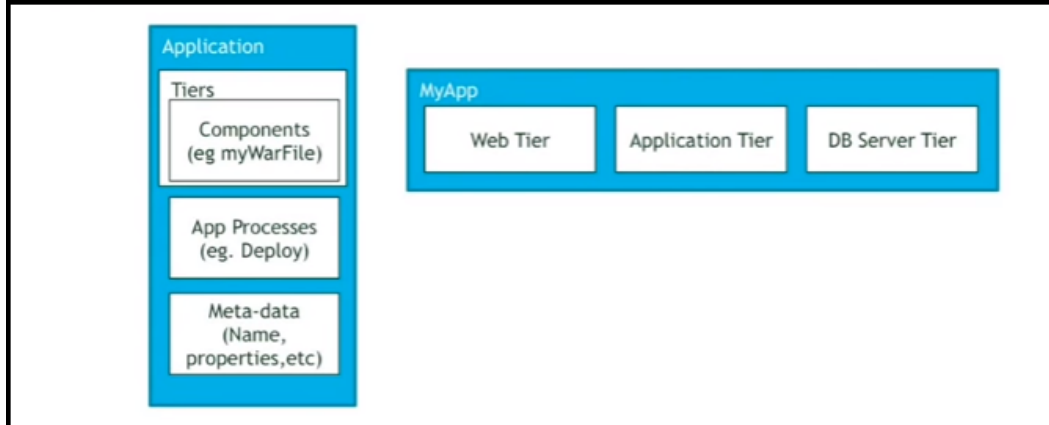 Application
Tiers
Components
(eg myWarFile)
App Processes
(eg. Deploy)
Meta-data
(Name,
properties,etc)
MyApp
Web Tier
Application Tier
DB Server Tier